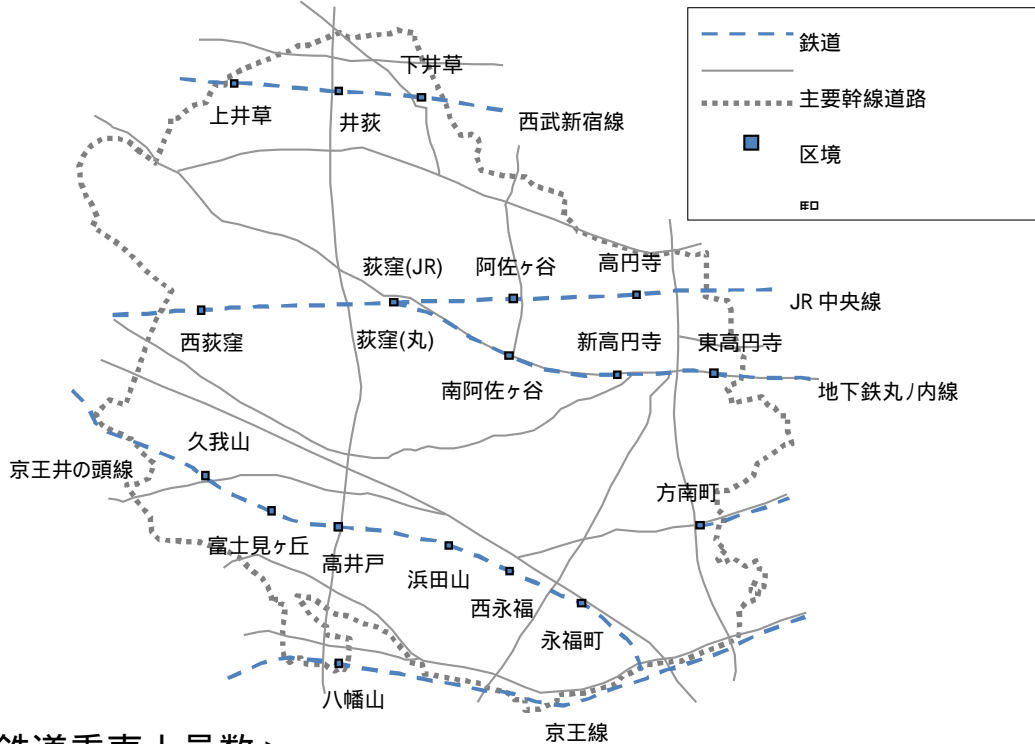 鉄道
主要幹線道路
区境
下井草
上井草
井荻
西武新宿線
荻窪(JR)
阿佐ヶ谷
高円寺
JR 中央線
西荻窪
荻窪(丸)
新高円寺
東高円寺
南阿佐ヶ谷
地下鉄丸ノ内線
久我山
京王井の頭線
方南町
富士見ヶ丘
高井戸
浜田山
西永福
永福町
八幡山
京王線